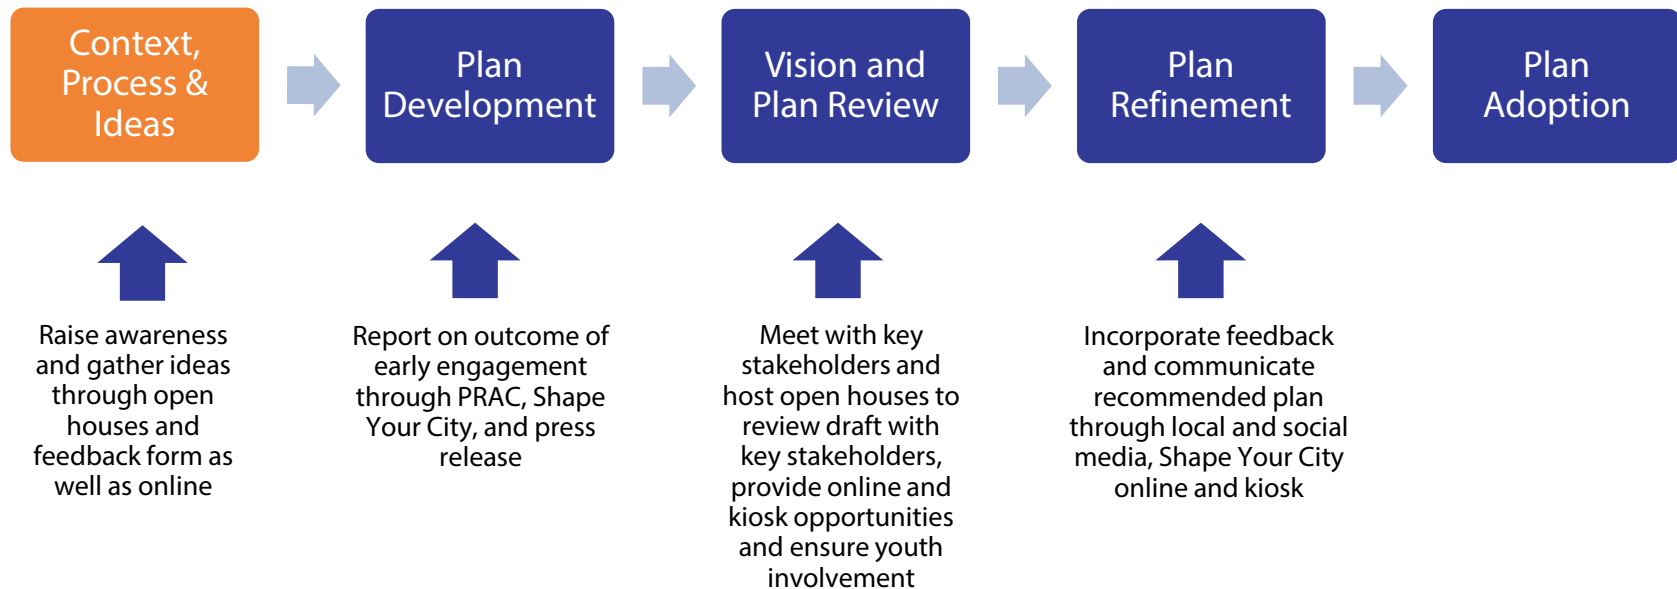 Context,
Process &
Ideas
Plan
Development
Vision and
Plan Review
Plan
Refinement
Plan
Adoption
Raise awareness
and gather ideas
through open
houses and
feedback form as
well as online
Report on outcome of
early engagement
through PRAC, Shape
Your City, and press
release
Meet with key
stakeholders and
host open houses to
review draft with
key stakeholders,
provide online and
kiosk opportunities
and ensure youth
involvement
Incorporate feedback
and communicate
recommended plan
through local and social
media, Shape Your City
online and kiosk